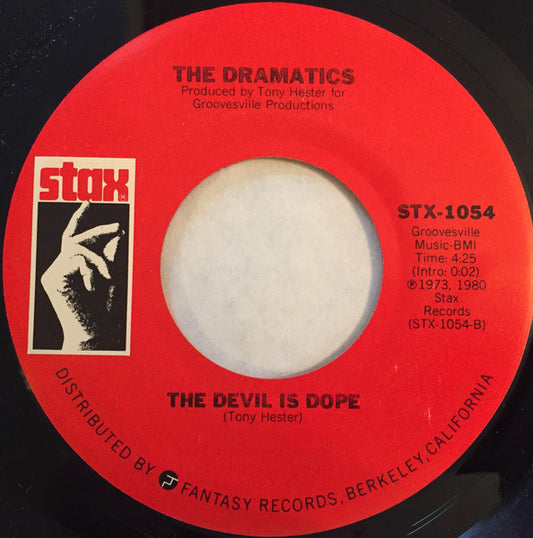 THE DRAMATICS
Produced by Tony Hester for
Groovesville Productions
stax
STX-1054
Groovesville
Music-BMI
Time: 4:25
(Intro: 0:02)
℗1973, 1980
Stax
Records
(STX-1054-B)
THE DEVIL IS DOPE
(Tony Hester)
DISTRIBUTED BY FANTASY RECORDS, BERKELEY, CALIFORNIA